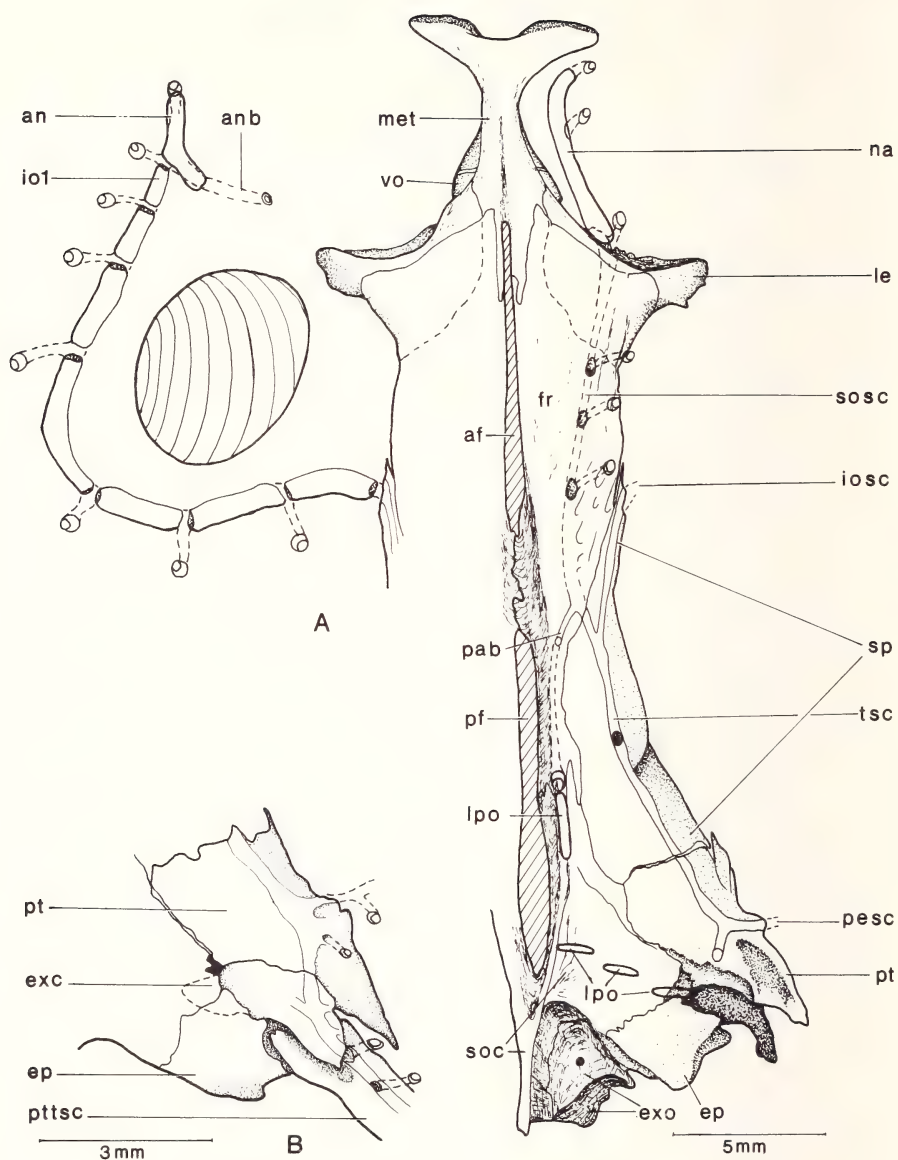 an
anb
io1
met
vo
na
le
fr
sosc
af
iosc
A
sp
pab
tsc
pf
lpo
pt
pesc
exc
pt
lpo
lpo
soc
ep
exo
ep
pttsc
3mm
B
5mm